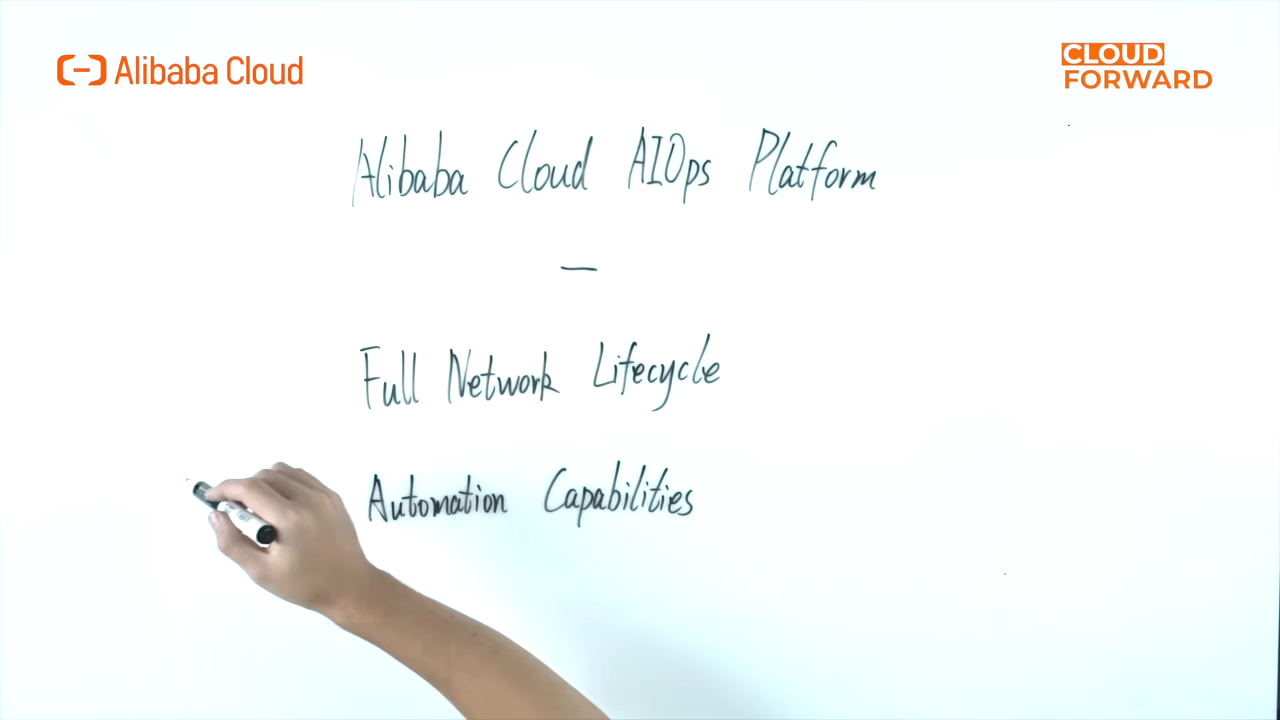 Alibaba Cloud
CLOUD
FORWARD
Alibaba Cloud AIOps Platform
—
Full Network Lifecycle
Automation Capabilities